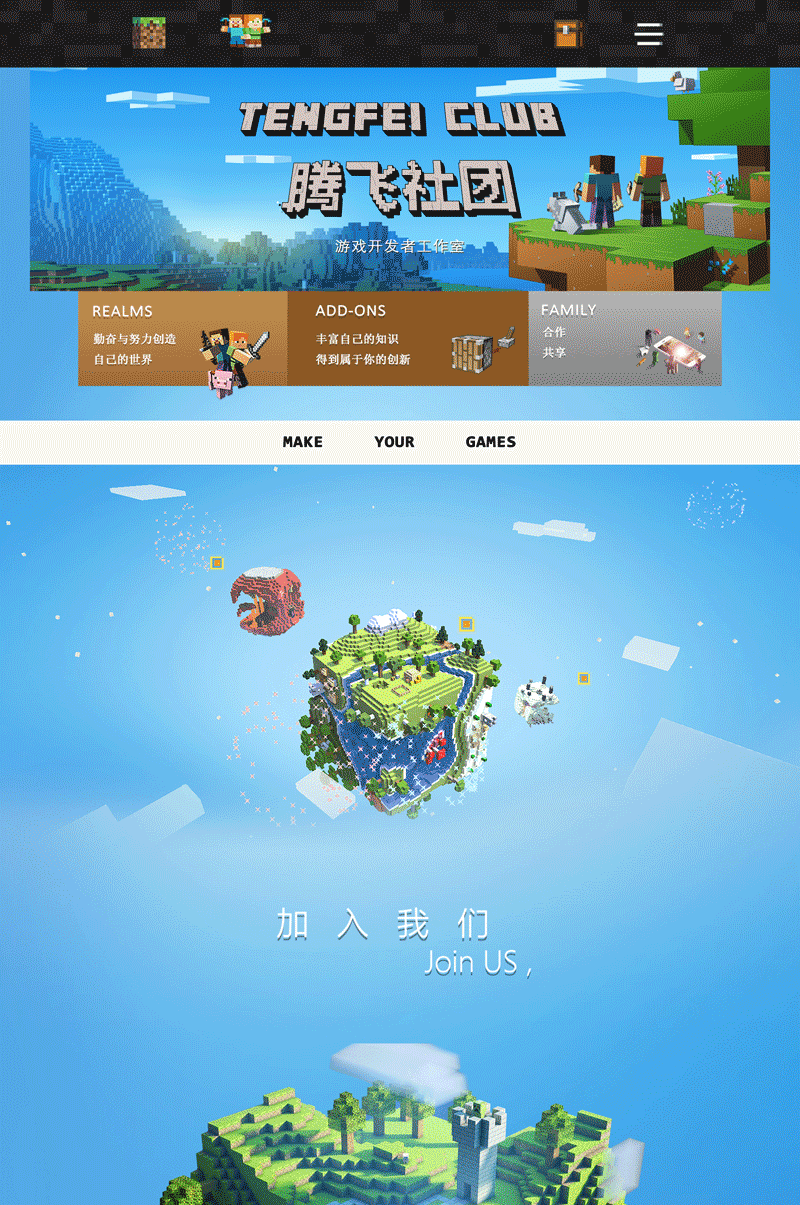 TENGFEI CLUB
腾飞社团
游戏开发者工作室
REALMS
勤奋与努力创造
自己的世界
ADD-ONS
丰富自己的知识
得到属于你的创新
FAMILY
合作
共享
MAKE YOUR GAMES
加入我们
Join US ,